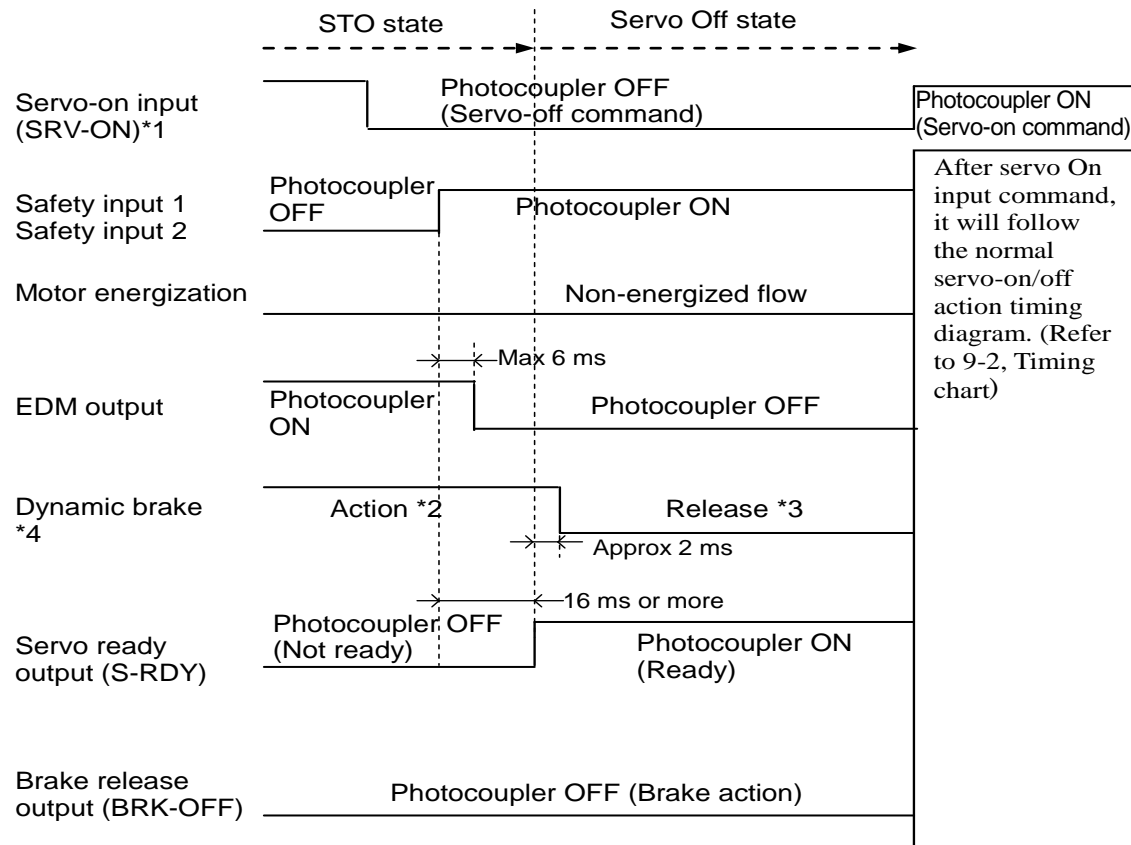 STO state
Servo Off state
Servo-on input
(SRV-ON)*1
Photocoupler OFF
(Servo-off command)
Photocoupler ON
(Servo-on command)
Safety input 1
Safety input 2
Photocoupler
OFF
Photocoupler ON
After servo On
input command,
it will follow
the normal
servo-on/off
action timing
diagram. (Refer
to 9-2, Timing
chart)
Motor energization
Non-energized flow
Max 6 ms
EDM output
Photocoupler
ON
Photocoupler OFF
Dynamic brake
*4
Action *2
Release *3
Approx 2 ms
16 ms or more
Servo ready
output (S-RDY)
Photocoupler OFF
(Not ready)
Photocoupler ON
(Ready)
Brake release
output (BRK-OFF)
Photocoupler OFF (Brake action)